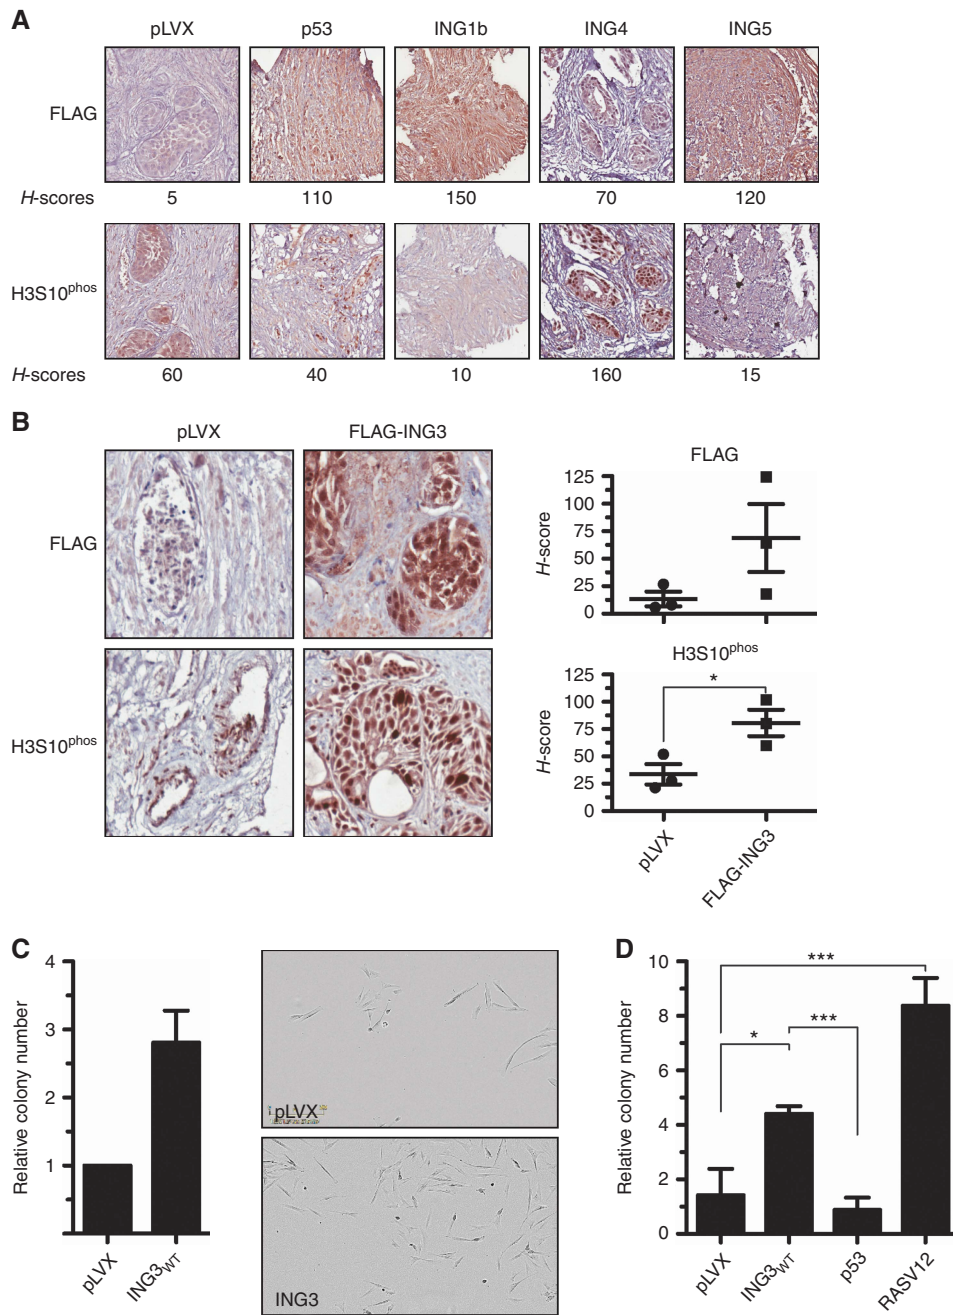 A
pLVX p53 ING1b ING4 ING5
FLAG
H-scores 5 110 150 70 120
H3S10phos
H-scores 60 40 10 160 15
B
pLVX FLAG-ING3
FLAG
H3S10phos
FLAG
H-score
125
100
75
50
25
0
H3S10phos
*
H-score
125
100
75
50
25
0
pLVX FLAG-ING3
C
Relative colony number
4
3
2
1
pLVX ING3WT
pLVX
ING3
D
Relative colony number
10
8
6
4
2
0
***
* ***
pLVX ING3WT p53 RASV12